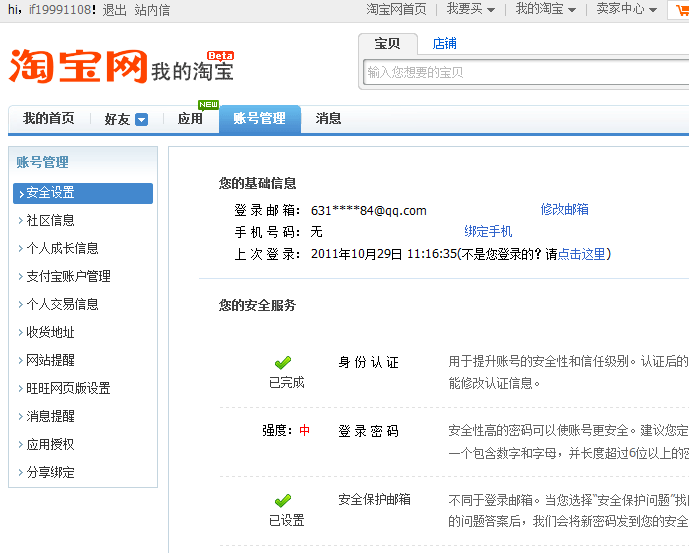 hi，if19991108！退出 站内信
淘宝网首页 我要买 我的淘宝 卖家中心
淘宝网 我的淘宝 Beta
宝贝 店铺
输入您想要的宝贝
我的首页 好友 应用 NEW 账号管理 消息
账号管理
安全设置
社区信息
个人成长信息
支付宝账户管理
个人交易信息
收货地址
网站提醒
旺旺网页版设置
消息提醒
应用授权
分享绑定
您的基础信息
登录邮箱： 631****84@qq.com 修改邮箱
手机号码： 无 绑定手机
上次登录： 2011年10月29日 11:16:35(不是您登录的？请点击这里)
您的安全服务
已完成 身份认证 用于提升账号的安全性和信任级别。认证后的
能修改认证信息。
强度：中 登录密码 安全性高的密码可以使账号更安全。建议您定
一个包含数字和字母，并长度超过6位以上的密
已设置 安全保护邮箱 不同于登录邮箱。当您选择“安全保护问题”找
的问题答案后，我们会将新密码发到您的安全